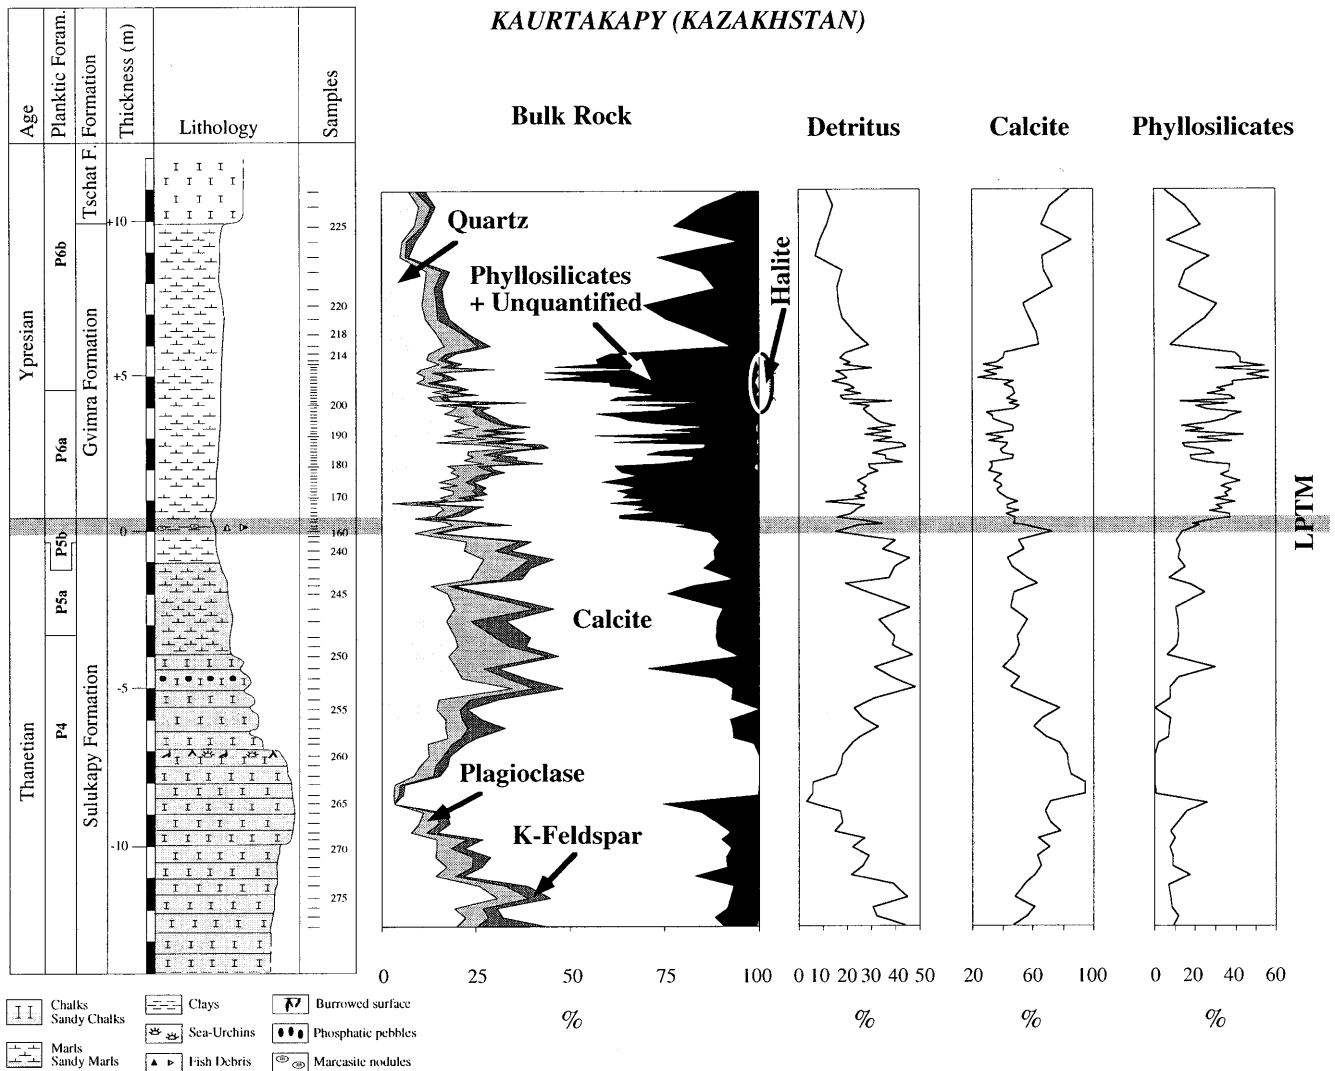 KAURTAKAPY (KAZAKHSTAN)
Age
Planktic Foram.
Formation
Thickness (m)
Lithology
Samples
Bulk Rock
Detritus
Calcite
Phyllosilicates
Ypresian
Thanetian
P6b
P6a
P5b
P5a
P4
Tschat F.
Gvimra Formation
Sulukapy Formation
+10
+5
0
-5
-10
225
220
218
214
200
190
180
170
160
240
245
250
255
260
265
270
275
Quartz
Phyllosilicates
+ Unquantified
Halite
Calcite
Plagioclase
K-Feldspar
LPTM
0 25 50 75 100
%
0 10 20 30 40 50
%
20 60 100
%
0 20 40 60
%
Chalks
Sandy Chalks
Marls
Sandy Marls
Clays
Sea-Urchins
Fish Debris
Burrowed surface
Phosphatic pebbles
Marcasite nodules